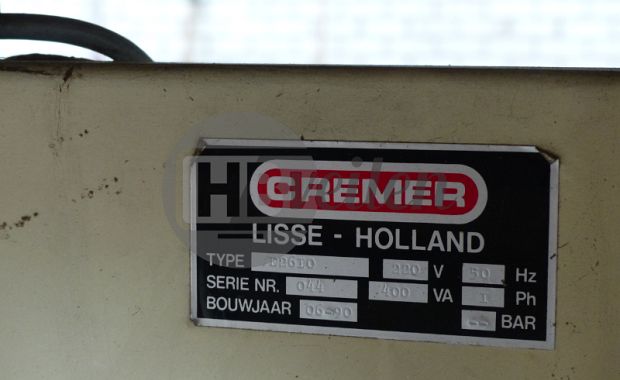 CREMER
LISSE - HOLLAND
TYPE 220 V 50 Hz
SERIE NR. 044 400 VA 1 Ph
BOUWJAAR 06-90 -- BAR